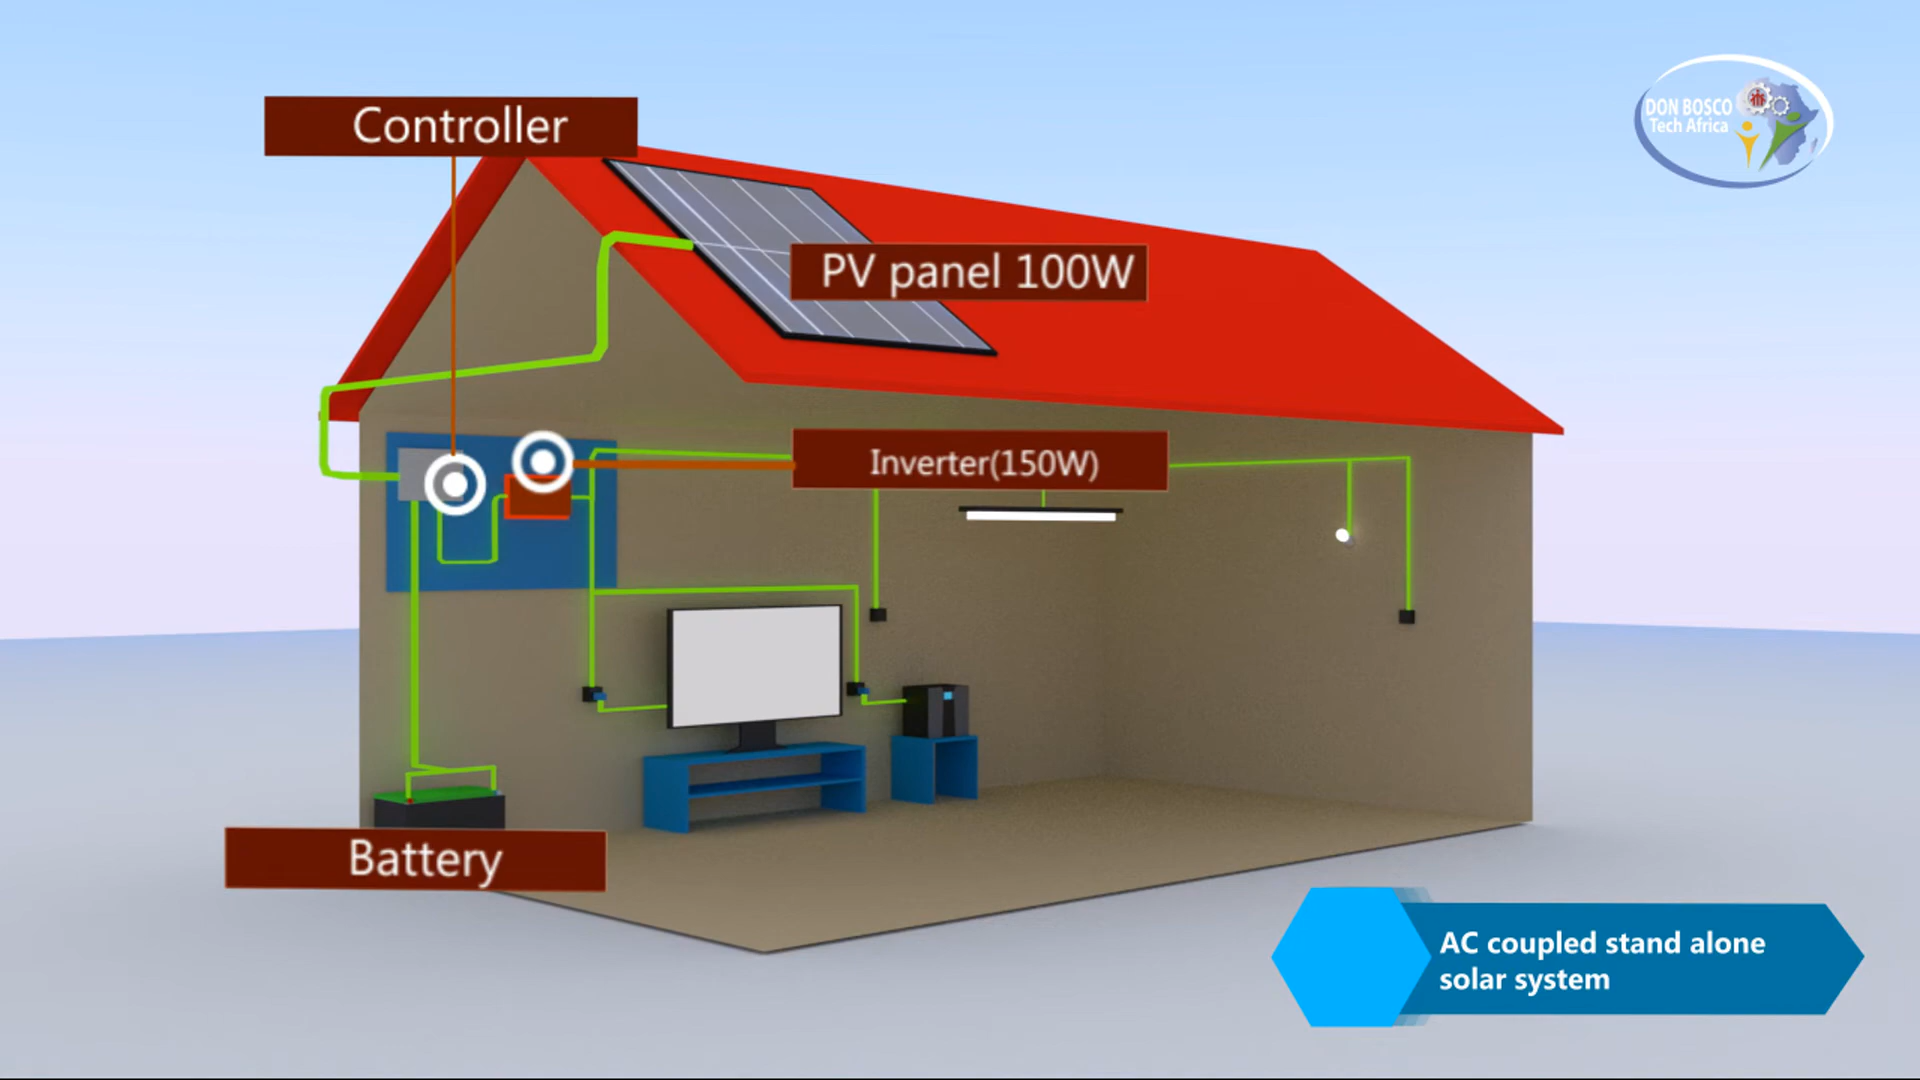 Controller
DON BOSCO
Tech Africa
PV panel 100W
Inverter(150W)
Battery
AC coupled stand alone
solar system